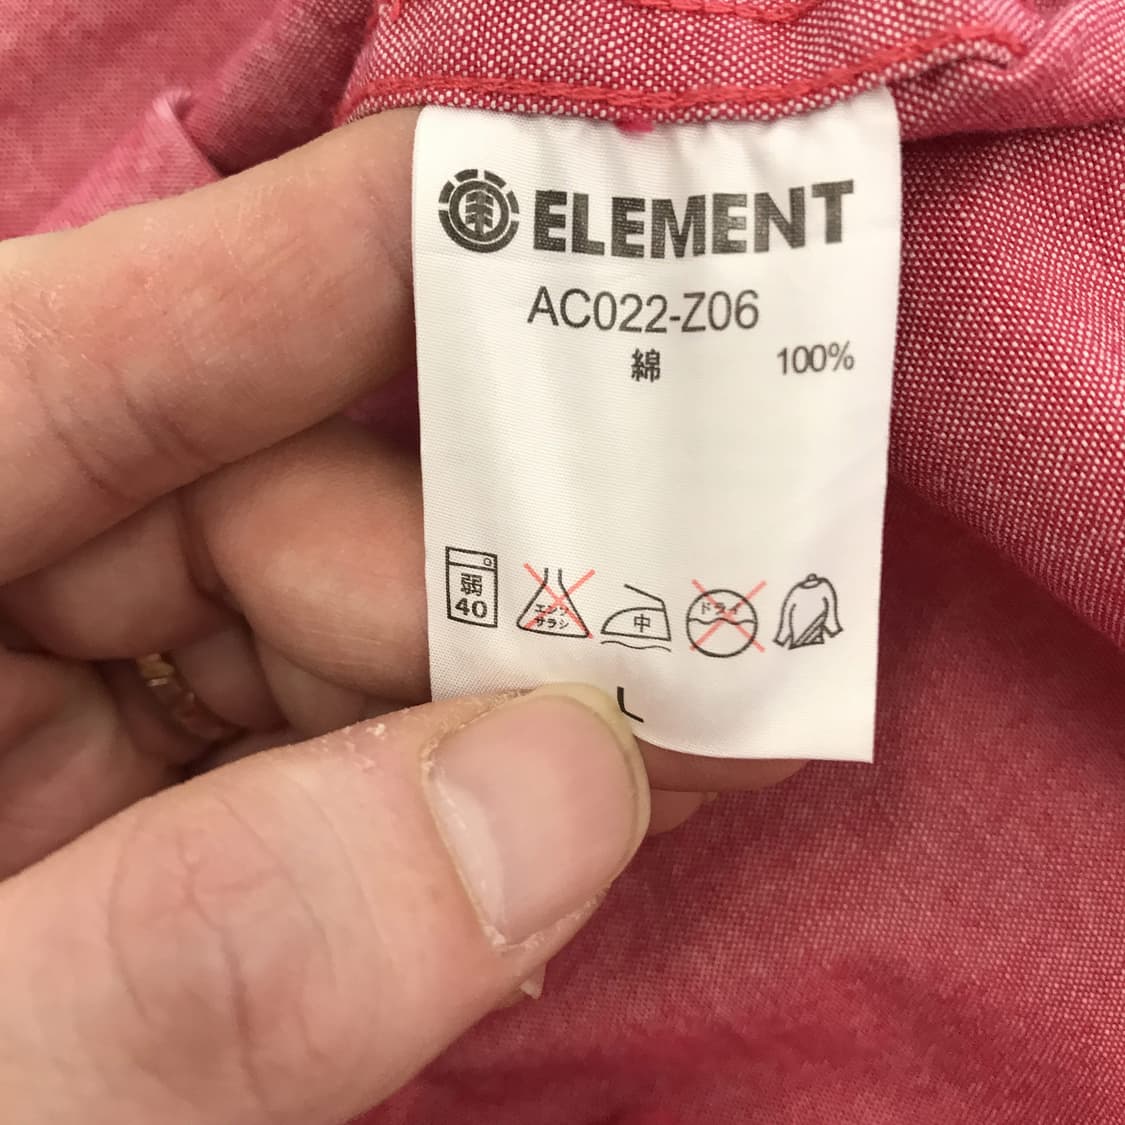 ELEMENT
AC022-Z06
綿 100%
弱
40
エンソ
サラシ
中
ドライ
L